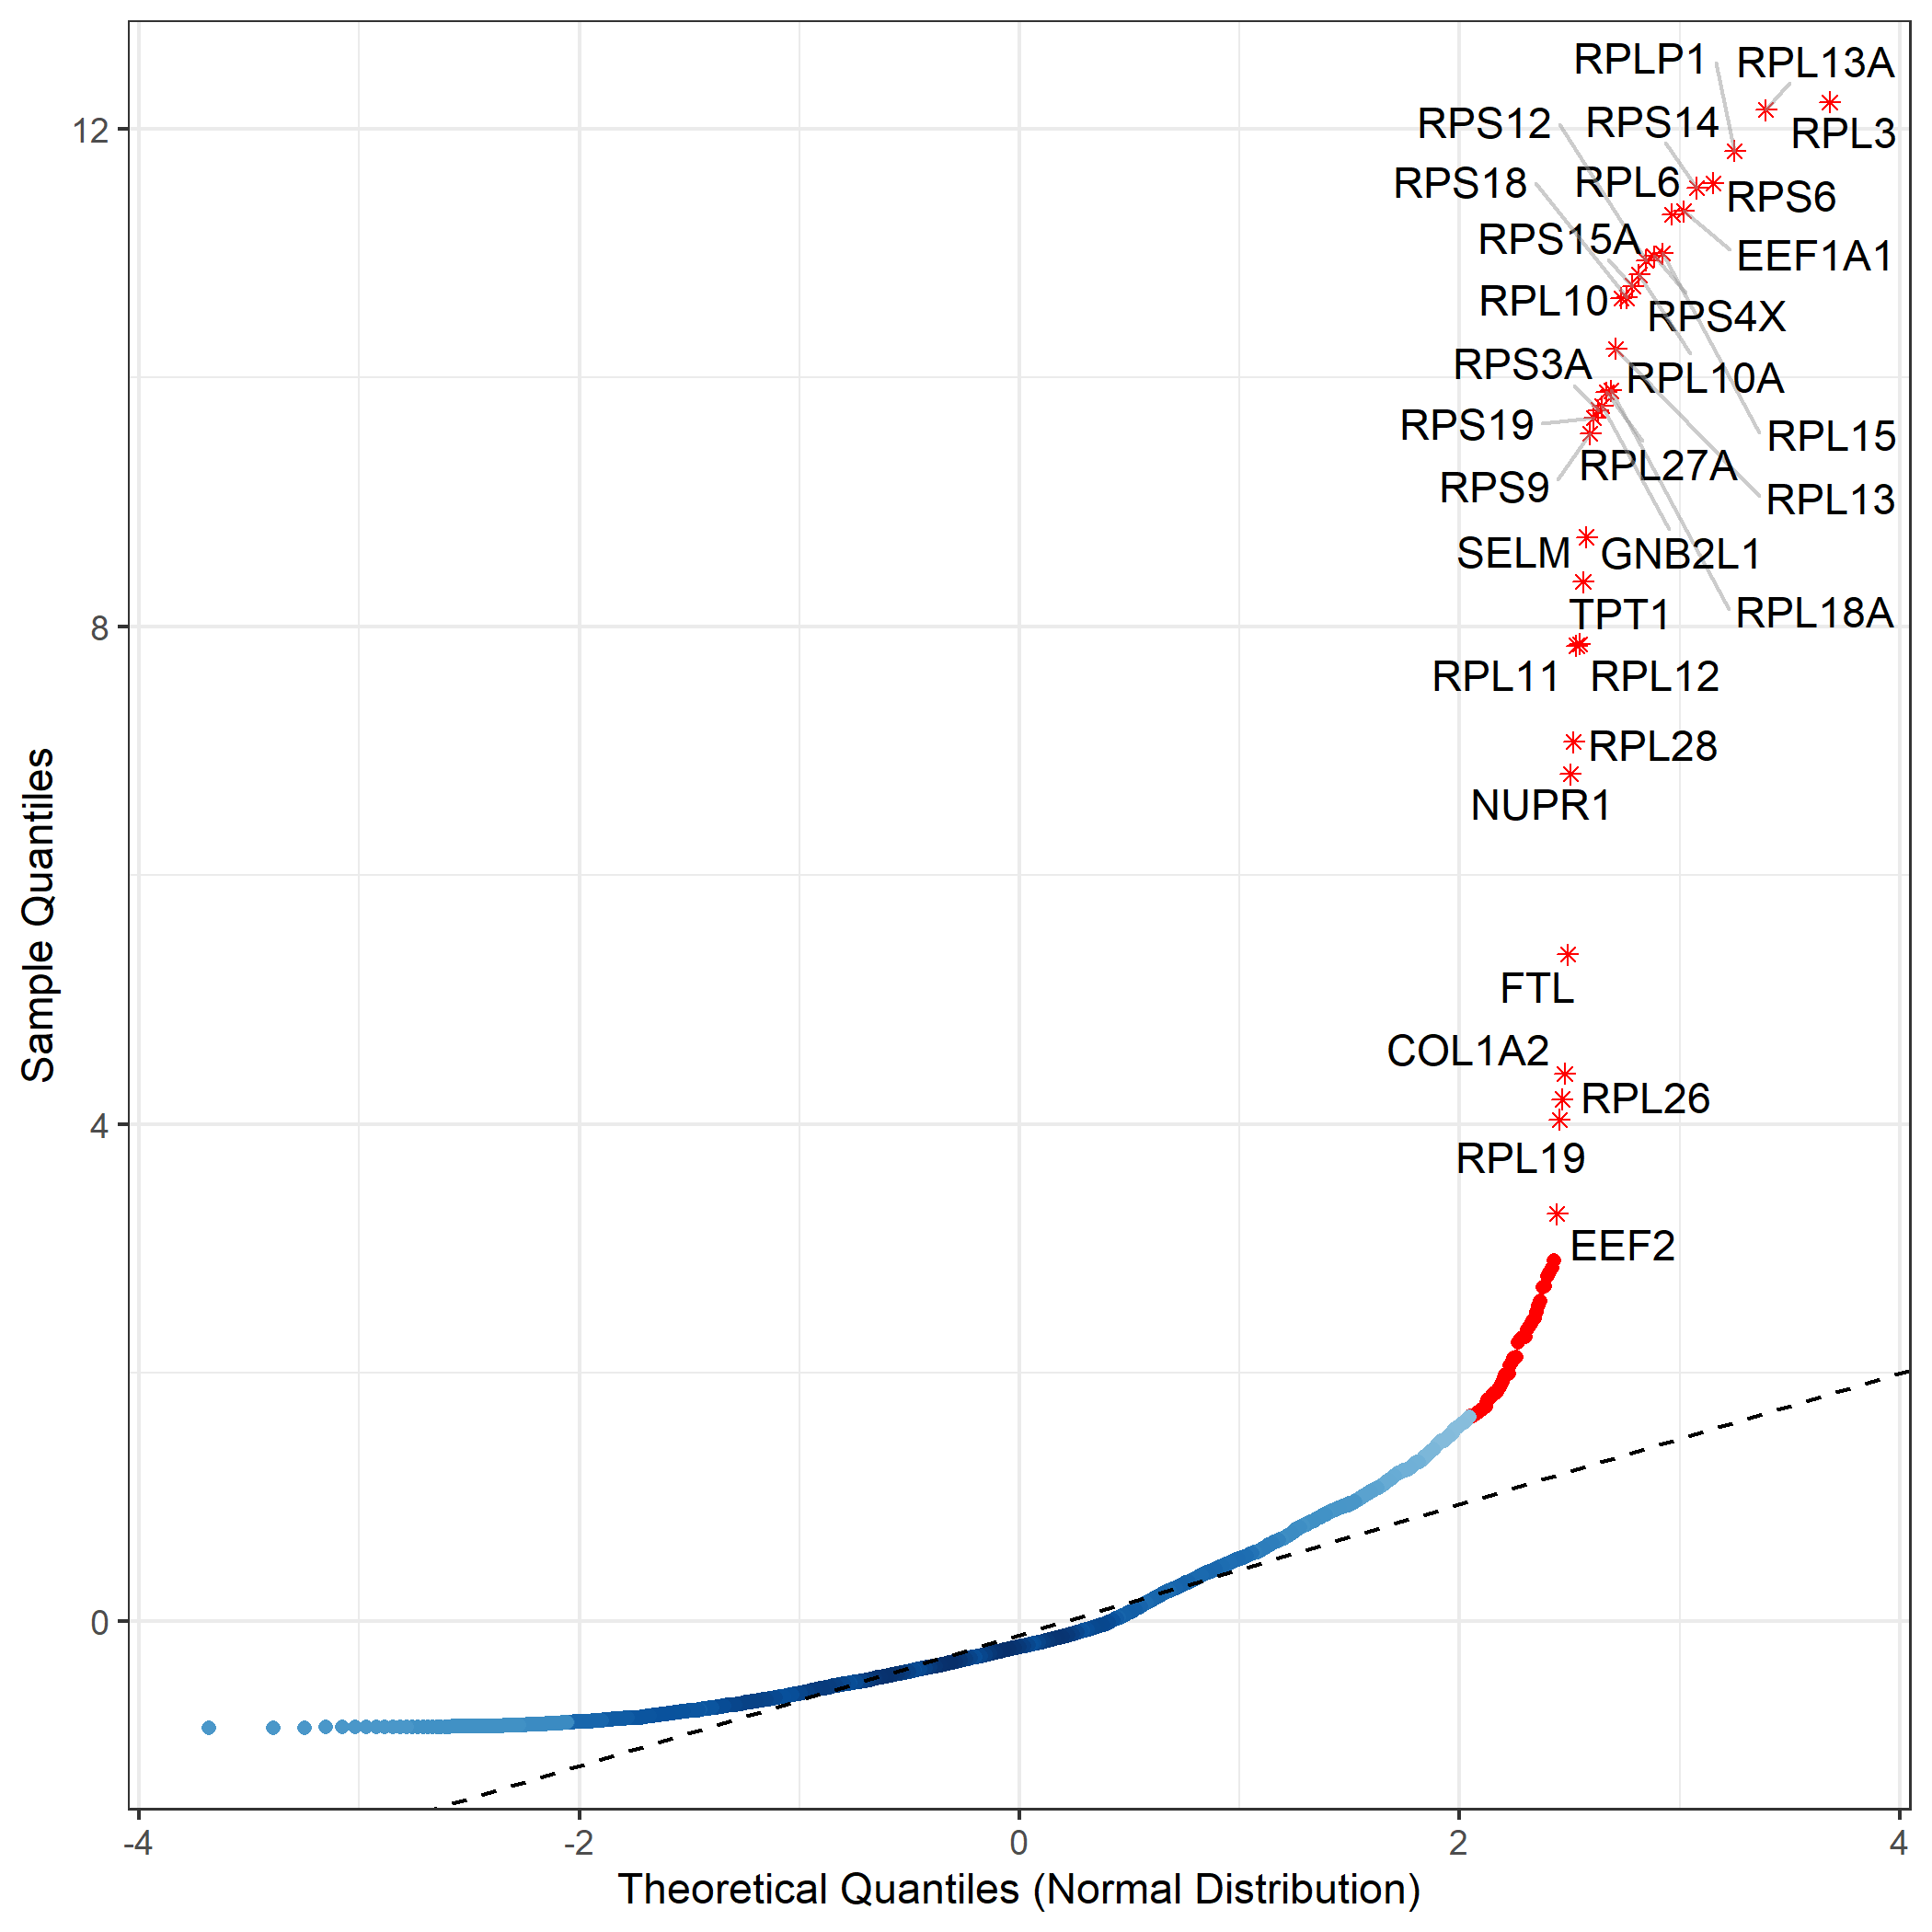 RPLP1
RPL13A
RPS12
RPS14
RPL3
RPS18
RPL6
RPS6
RPS15A
EEF1A1
RPL10
RPS4X
RPS3A
RPL10A
RPS19
RPL15
RPL27A
RPS9
RPL13
SELM
GNB2L1
TPT1
RPL18A
RPL11
RPL12
RPL28
NUPR1
FTL
COL1A2
RPL26
RPL19
EEF2
12
8
4
0
Sample Quantiles
-4
-2
0
2
4
Theoretical Quantiles (Normal Distribution)